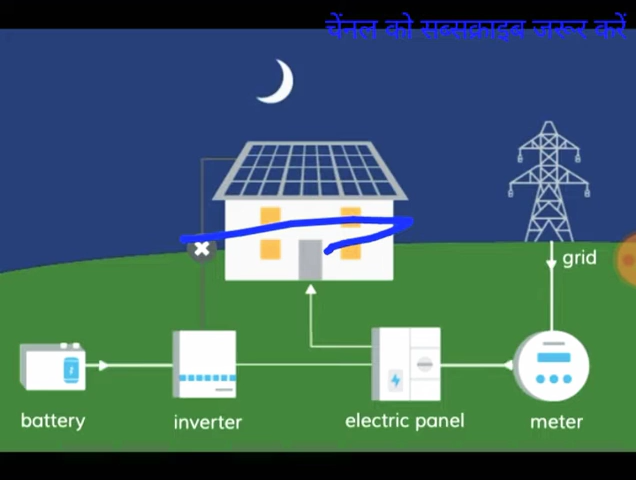 चेंनल को सब्सक्राइब जरूर करें
grid
battery
inverter
electric panel
meter